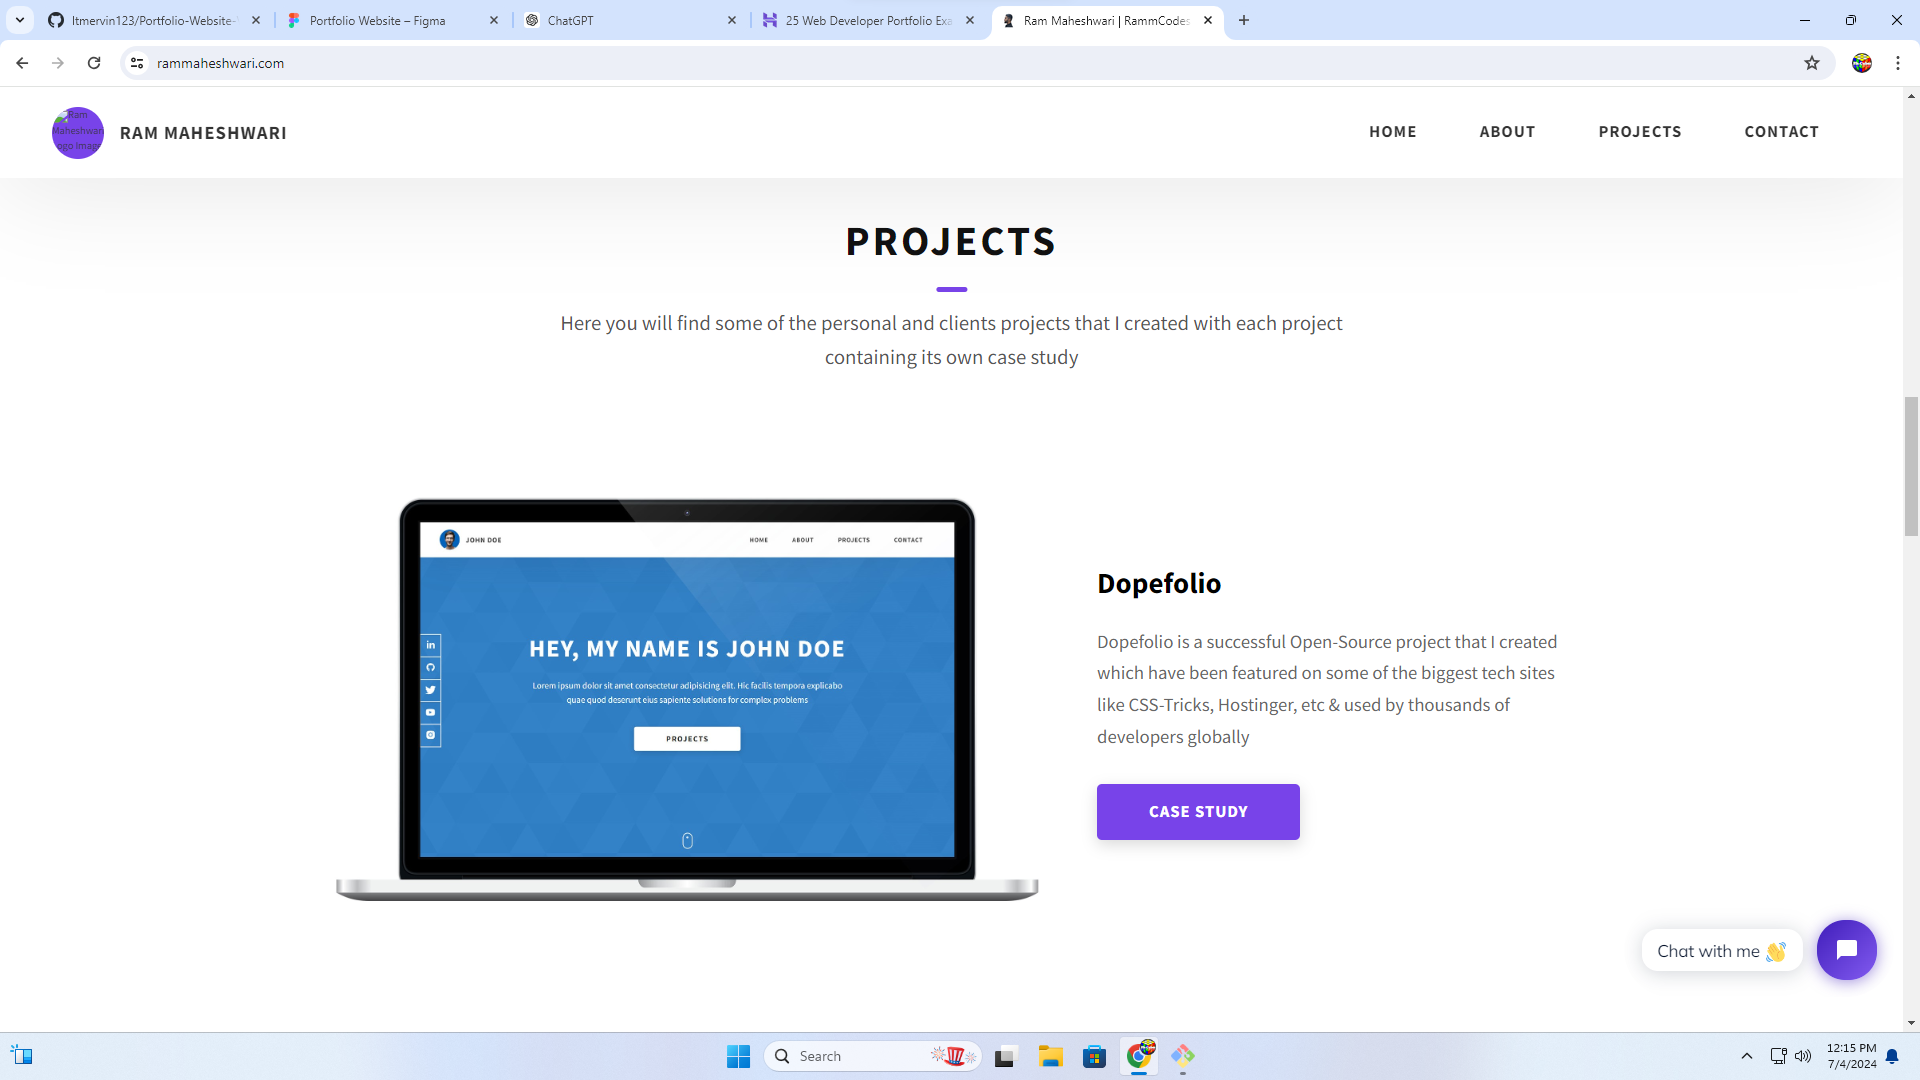 Itmervin123/Portfolio-Website-
Portfolio Website – Figma
ChatGPT
25 Web Developer Portfolio Exa
Ram Maheshwari | RammCodes
rammaheshwari.com
Ram
Maheshwari
ogo Image
RAM MAHESHWARI
HOME
ABOUT
PROJECTS
CONTACT
PROJECTS
Here you will find some of the personal and clients projects that I created with each project
containing its own case study
JOHN DOE
HOME
ABOUT
PROJECTS
CONTACT
HEY, MY NAME IS JOHN DOE
Lorem ipsum dolor sit amet consectetur adipisicing elit. Hic facilis tempora explicabo
quae quod deserunt eius sapiente solutions for complex problems
PROJECTS
Dopefolio
Dopefolio is a successful Open-Source project that I created
which have been featured on some of the biggest tech sites
like CSS-Tricks, Hostinger, etc & used by thousands of
developers globally
CASE STUDY
Chat with me 👋
Search
12:15 PM
7/4/2024